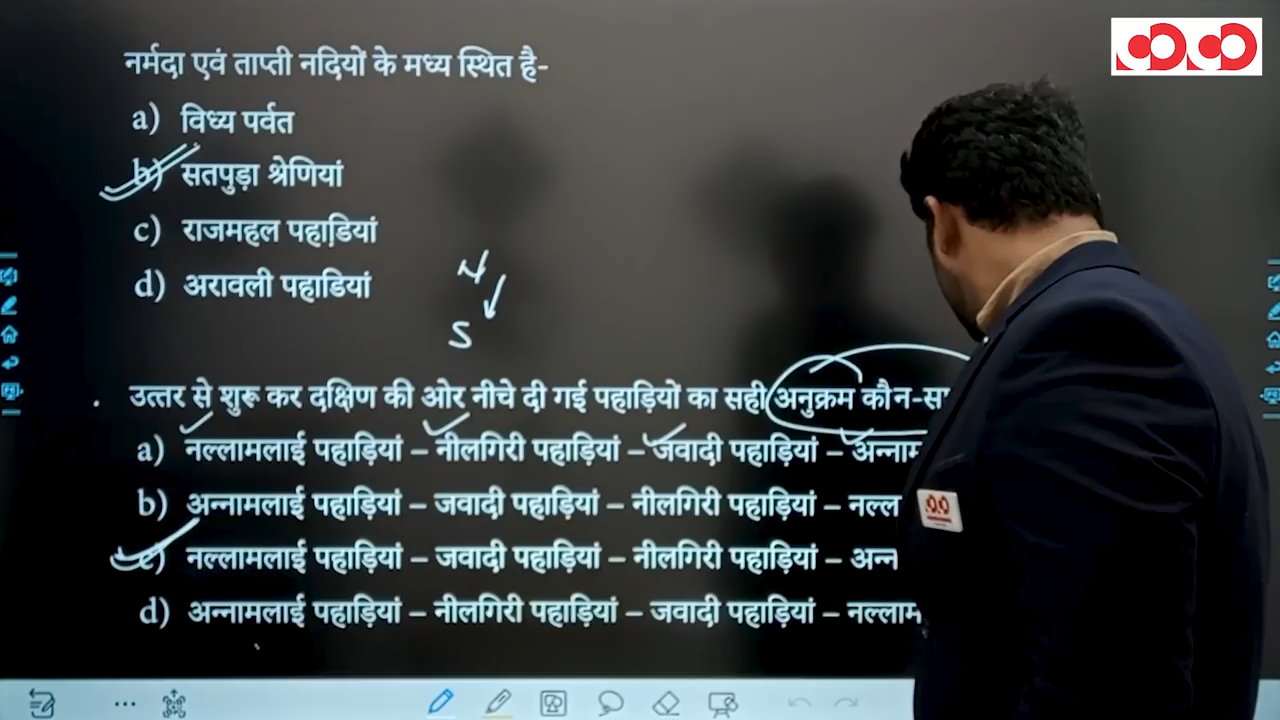 नर्मदा एवं ताप्ती नदियों के मध्य स्थित है-
a) विध्य पर्वत
b) सतपुड़ा श्रेणियां
c) राजमहल पहाडि़यां
d) अरावली पहाडियां
N
S
उत्तर से शुरू कर दक्षिण की ओर नीचे दी गई पहाड़ियों का सही अनुक्रम कौन-सा
a) नल्लामलाई पहाड़ियां – नीलगिरी पहाड़ियां – जवादी पहाड़ियां – अन्नाम
b) अन्नामलाई पहाड़ियां – जवादी पहाड़ियां – नीलगिरी पहाड़ियां – नल्ल
c) नल्लामलाई पहाड़ियां – जवादी पहाड़ियां – नीलगिरी पहाड़ियां – अन्न
d) अन्नामलाई पहाड़ियां – नीलगिरी पहाड़ियां – जवादी पहाड़ियां – नल्लाम